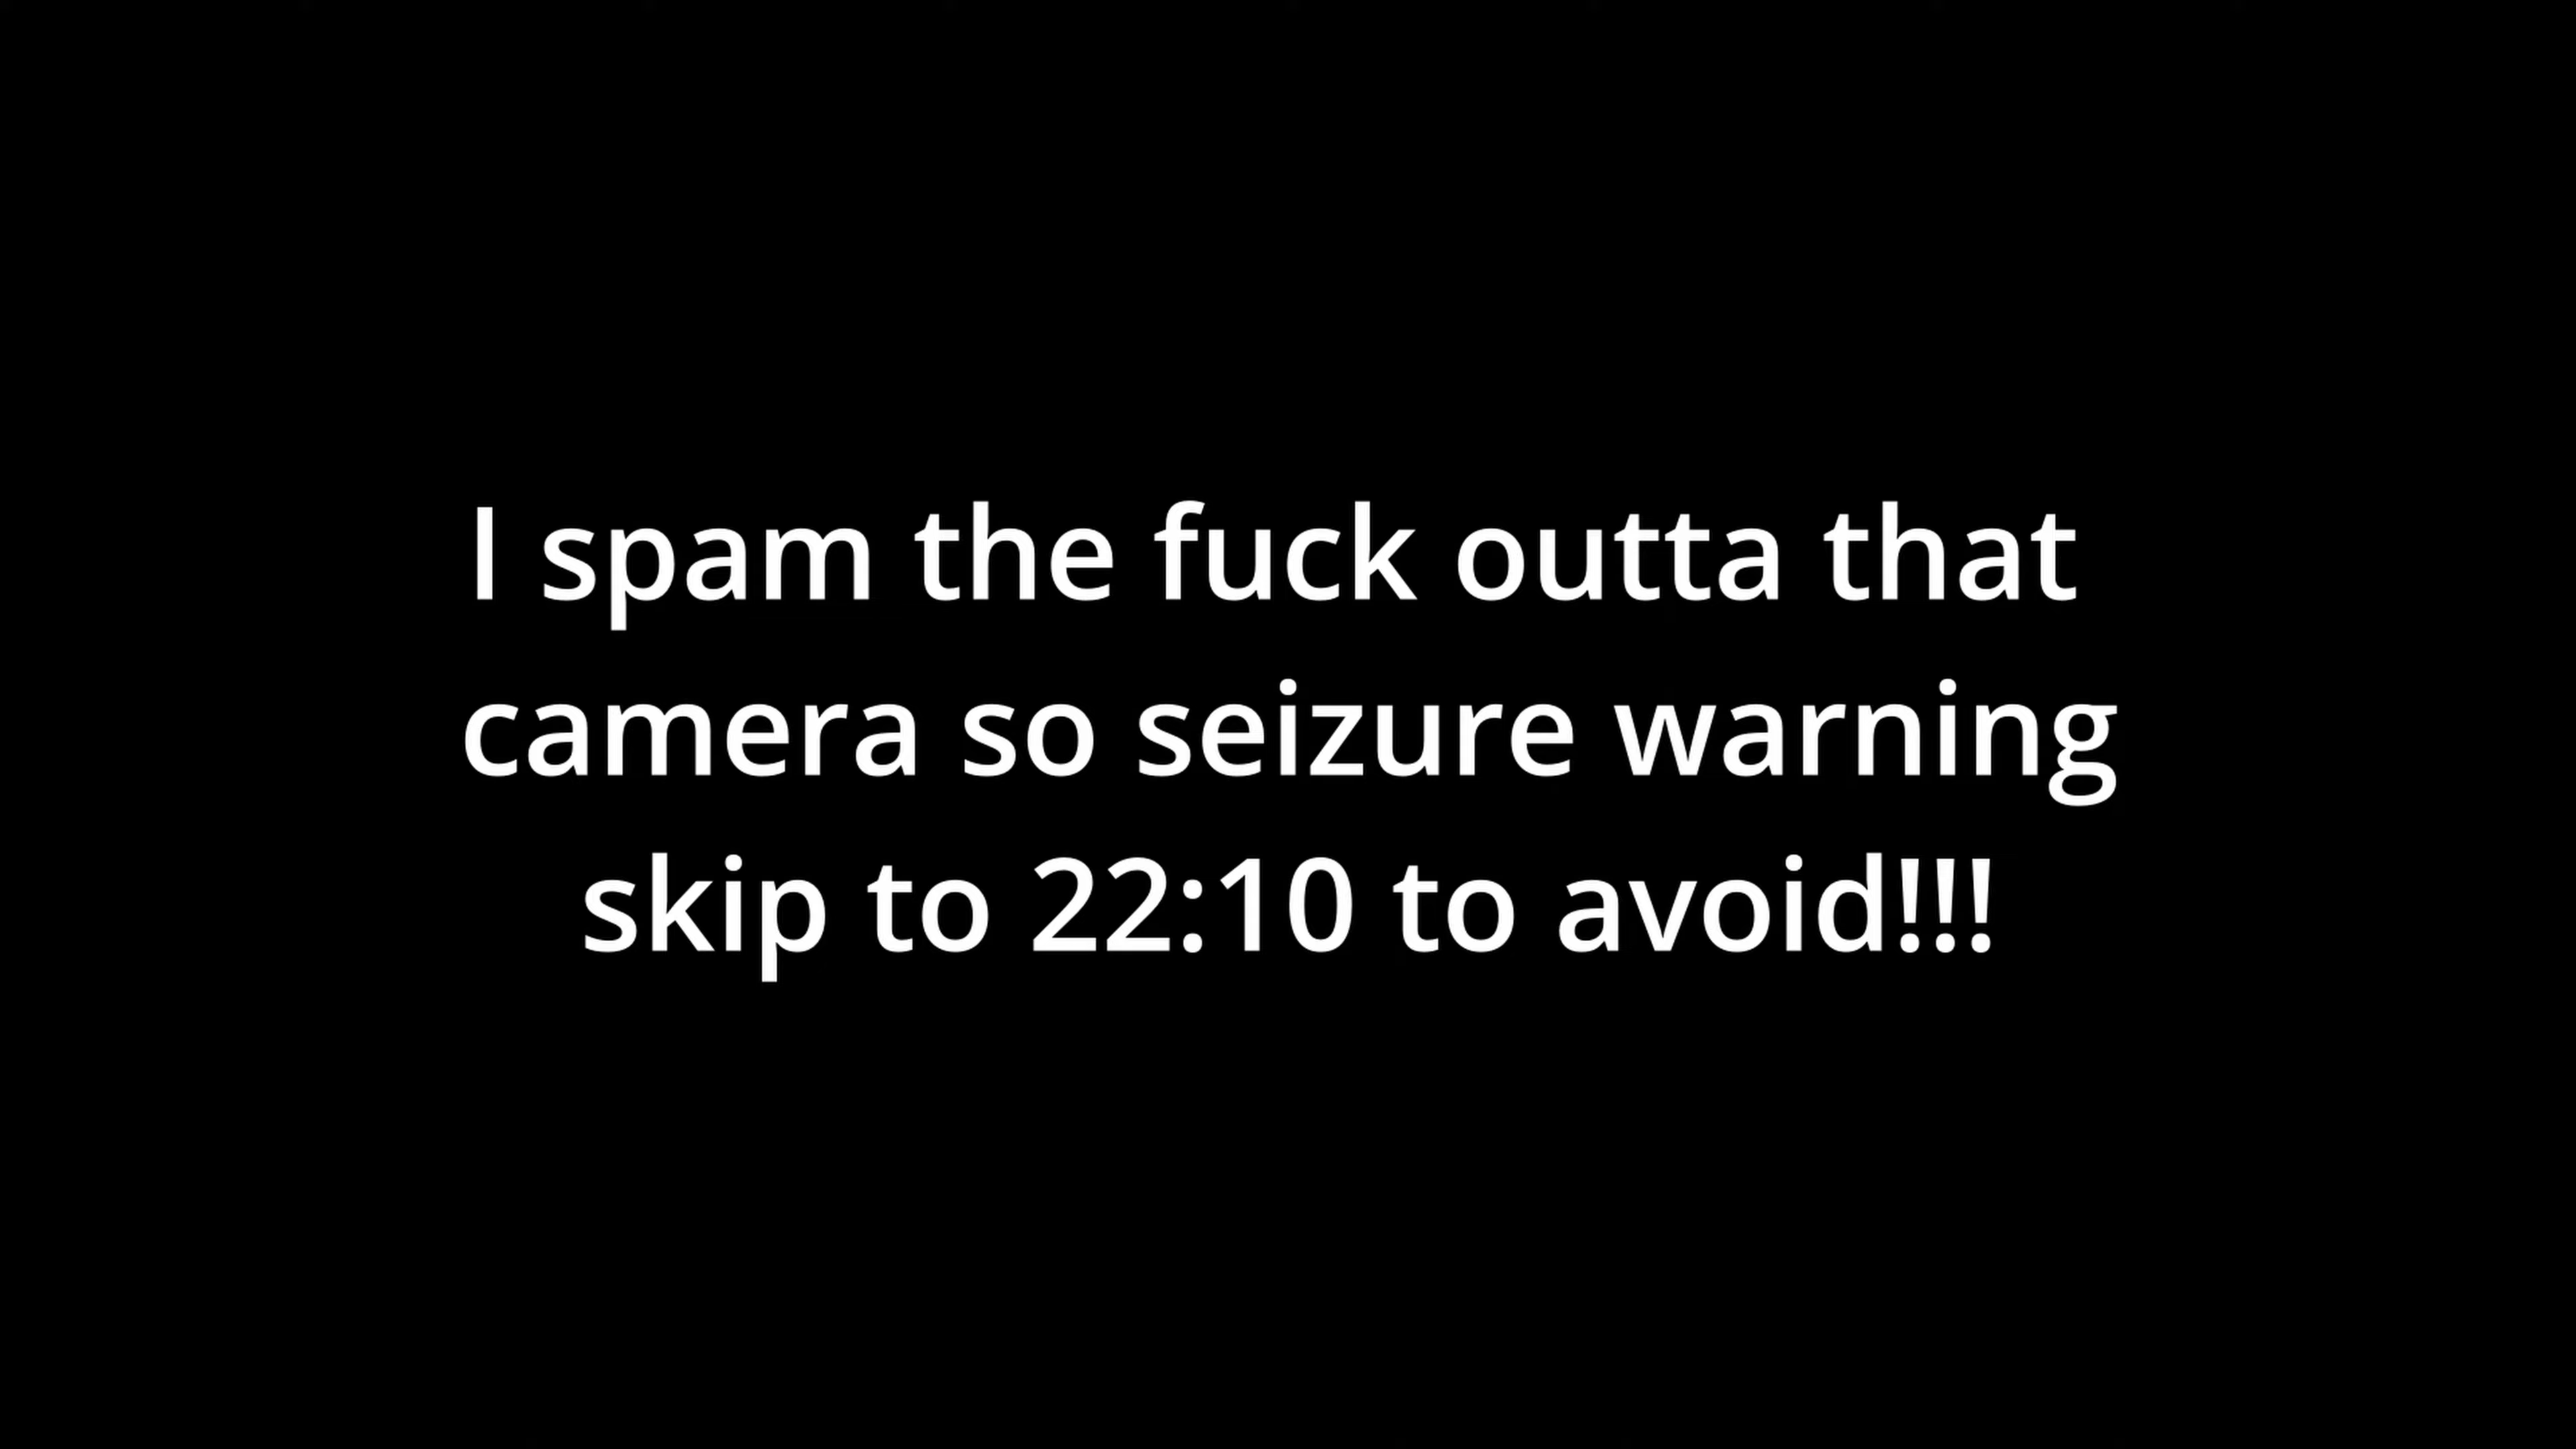 I spam the fuck outta that
camera so seizure warning
skip to 22:10 to avoid!!!